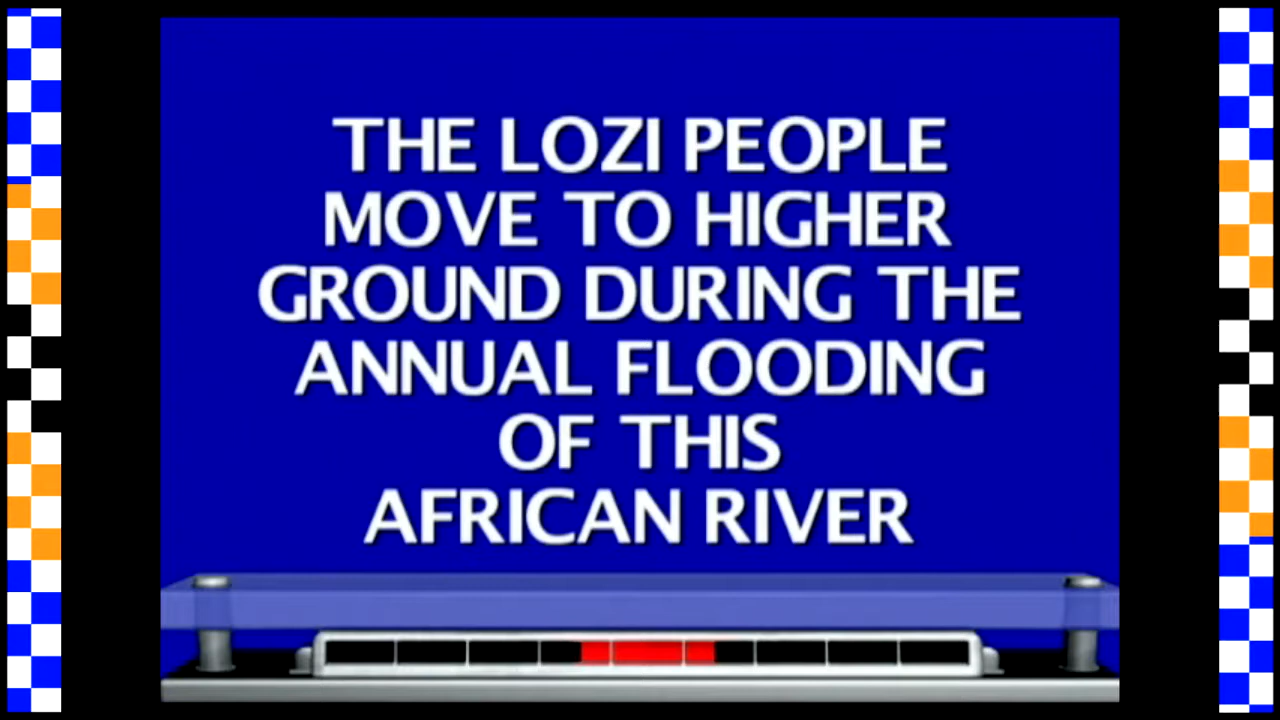 THE LOZI PEOPLE
MOVE TO HIGHER
GROUND DURING THE
ANNUAL FLOODING
OF THIS
AFRICAN RIVER